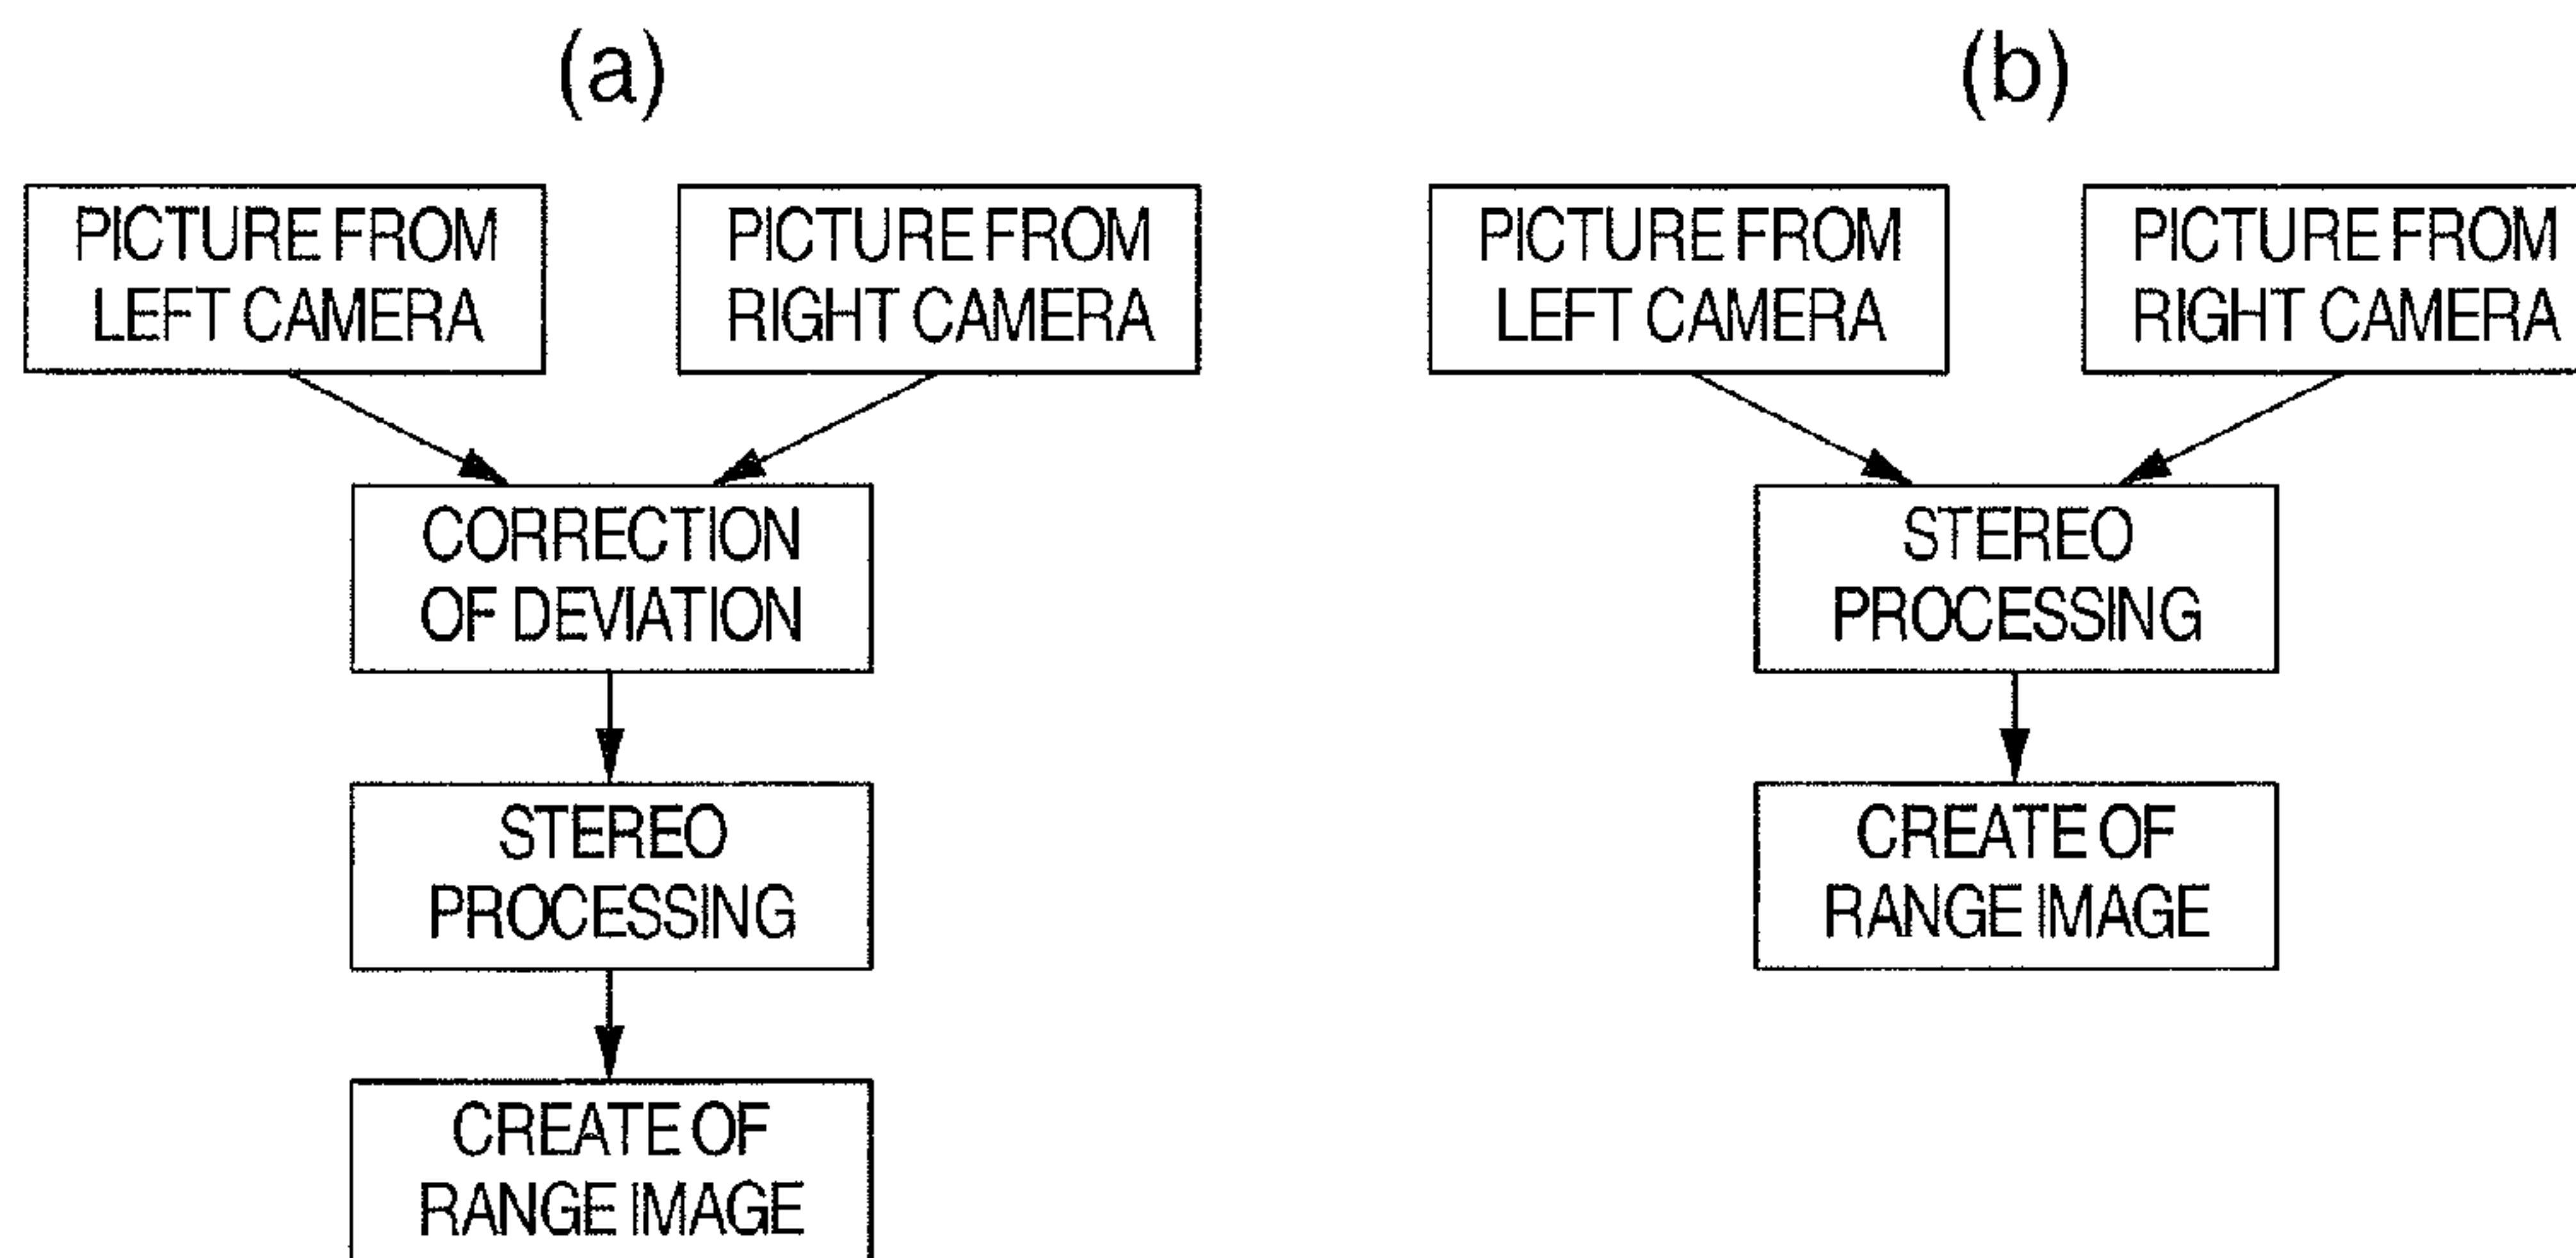 (a)
PICTURE FROM
LEFT CAMERA
PICTURE FROM
RIGHT CAMERA
CORRECTION
OF DEVIATION
STEREO
PROCESSING
CREATE OF
RANGE IMAGE
(b)
PICTURE FROM
LEFT CAMERA
PICTURE FROM
RIGHT CAMERA
STEREO
PROCESSING
CREATE OF
RANGE IMAGE